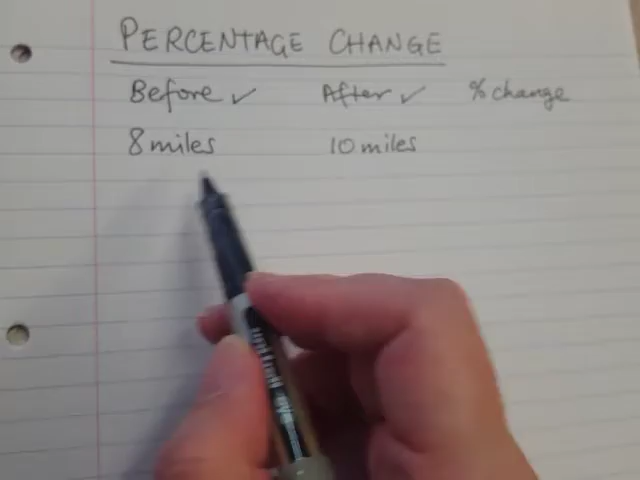 PERCENTAGE CHANGE
Before ✓ After ✓ % change
8 miles 10 miles